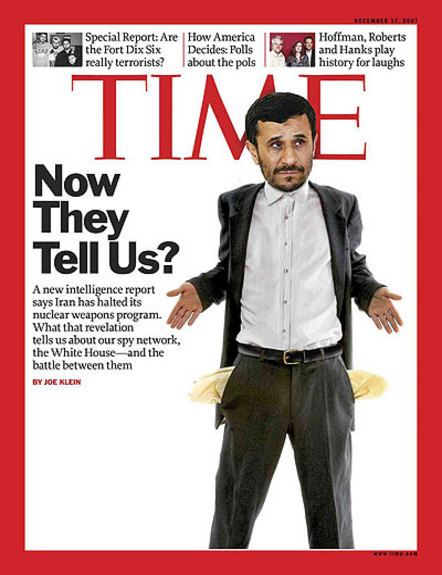 DECEMBER 17, 2007
Special Report: Are
the Fort Dix Six
really terrorists?
How America
Decides: Polls
about the pols
Hoffman, Roberts
and Hanks play
history for laughs
TIME
Now
They
Tell Us?
A new intelligence report
says Iran has halted its
nuclear weapons program.
What that revelation
tells us about our spy network,
the White House—and the
battle between them
BY JOE KLEIN
www.time.com